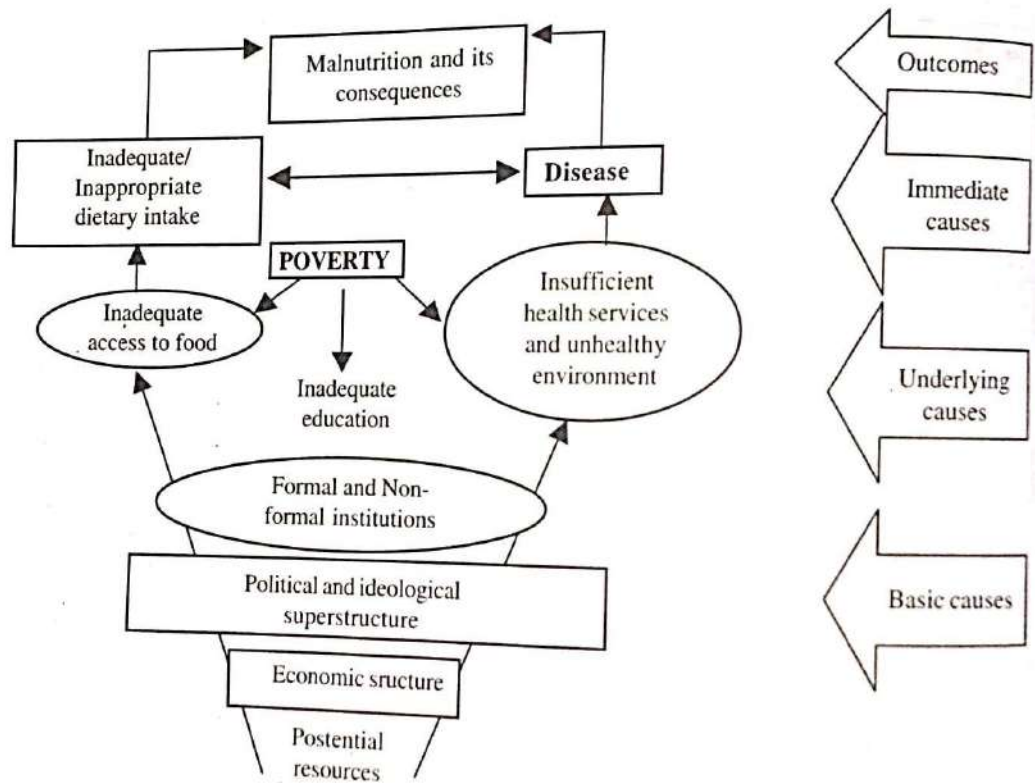 Malnutrition and its
consequences
Outcomes
Inadequate/
Inappropriate
dietary intake
Disease
Immediate
causes
POVERTY
Inadequate
access to food
Insufficient
health services
and unhealthy
environment
Inadequate
education
Underlying
causes
Formal and Non-
formal institutions
Political and ideological
superstructure
Basic causes
Economic sructure
Postential
resources